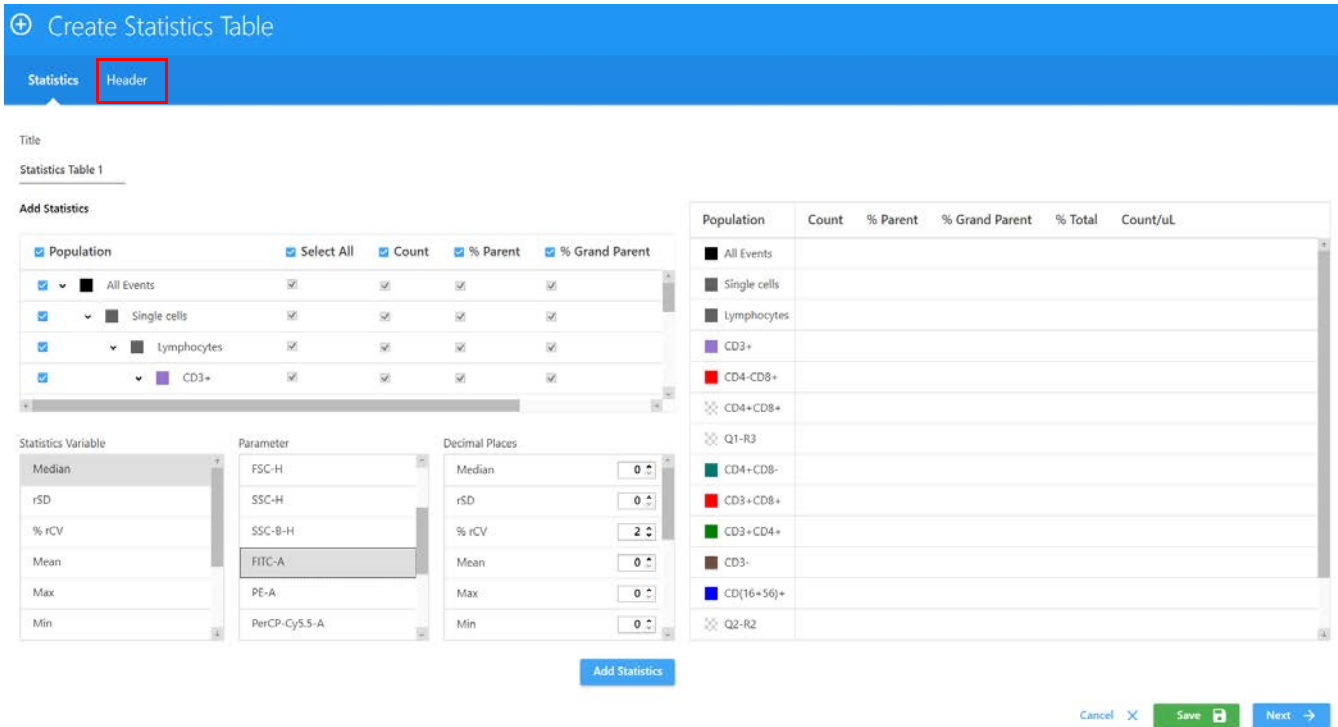 Create Statistics Table
Statistics Header
Title
Statistics Table 1
Add Statistics
Population Select All Count % Parent % Grand Parent
All Events
Single cells
Lymphocytes
CD3+
Statistics Variable
Median
rSD
% rCV
Mean
Max
Min
Parameter
FSC-H
SSC-H
SSC-B-H
FITC-A
PE-A
PerCP-Cy5.5-A
Decimal Places
Median 0
rSD 0
% rCV 2
Mean 0
Max 0
Min 0
Add Statistics
Population Count % Parent % Grand Parent % Total Count/uL
All Events
Single cells
Lymphocytes
CD3+
CD4-CD8+
CD4+CD8+
Q1-R3
CD4+CD8-
CD3+CD8+
CD3+CD4+
CD3-
CD(16+56)+
Q2-R2
Cancel Save Next